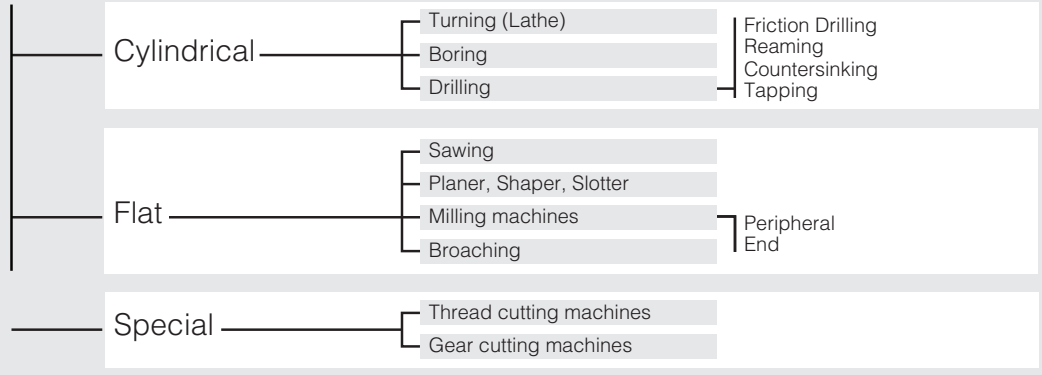 Cylindrical
Turning (Lathe)
Boring
Drilling
Friction Drilling
Reaming
Countersinking
Tapping
Flat
Sawing
Planer, Shaper, Slotter
Milling machines
Broaching
Peripheral
End
Special
Thread cutting machines
Gear cutting machines